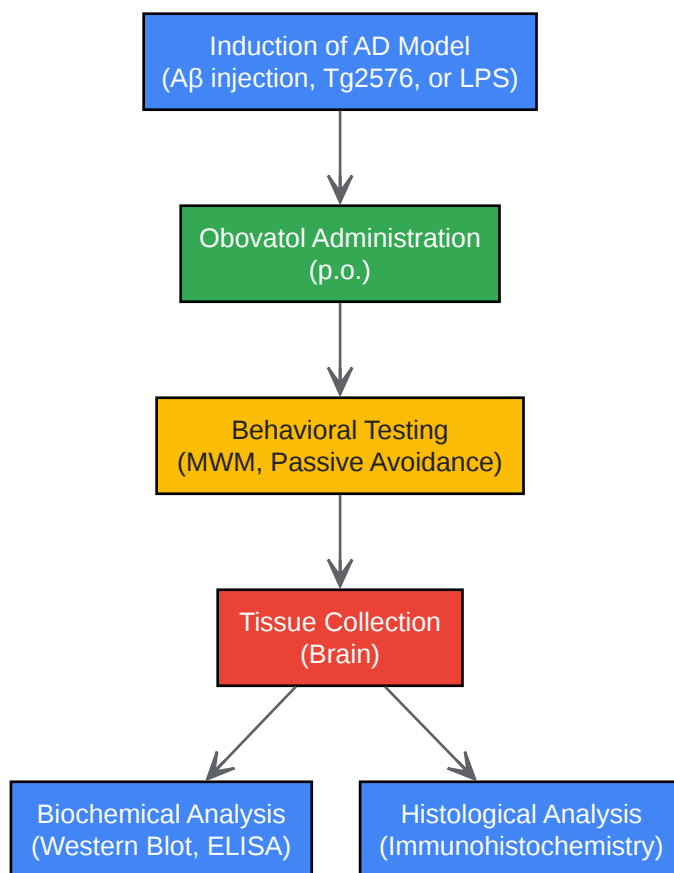 Induction of AD Model
(Aβ injection, Tg2576, or LPS)
Obovatol Administration
(p.o.)
Behavioral Testing
(MWM, Passive Avoidance)
Tissue Collection
(Brain)
Biochemical Analysis
(Western Blot, ELISA)
Histological Analysis
(Immunohistochemistry)